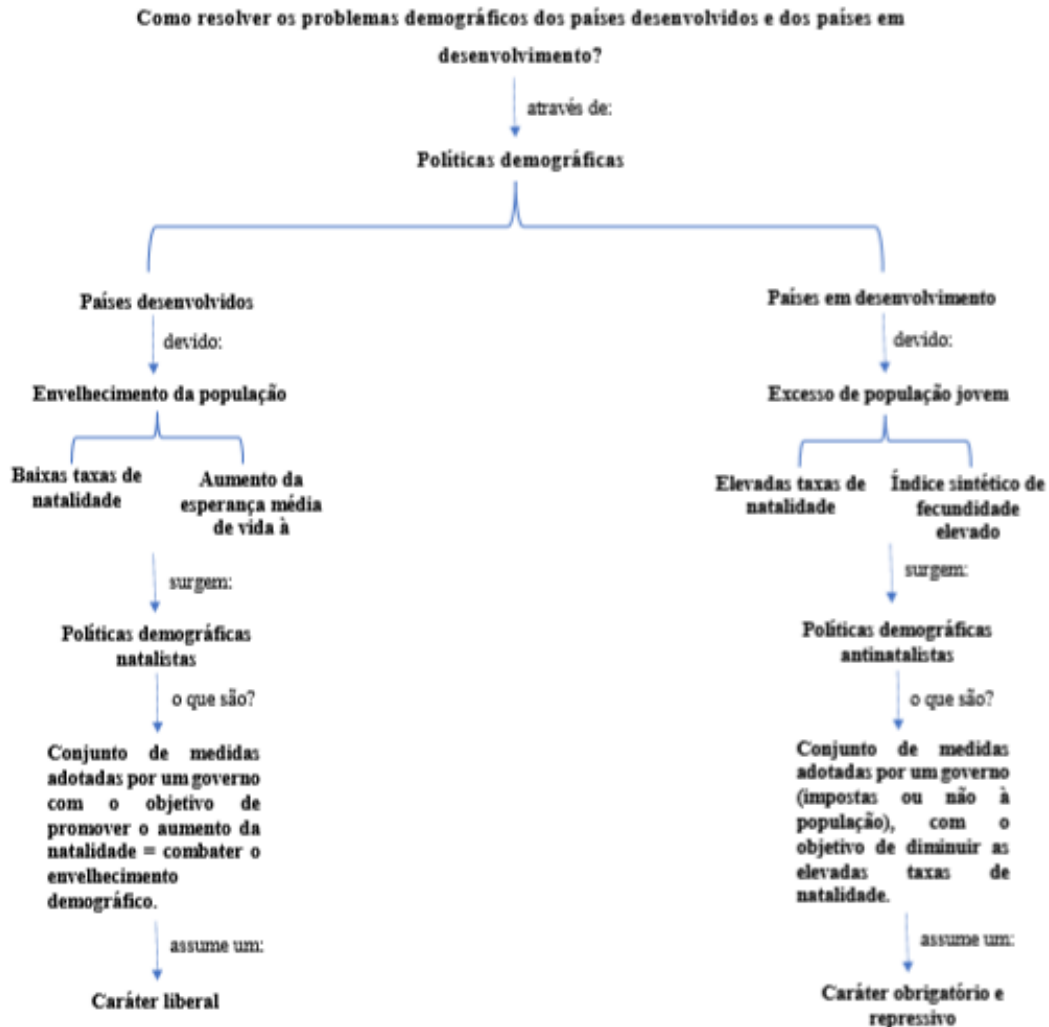 Como resolver os problemas demográficos dos países desenvolvidos e dos países em
desenvolvimento?
através de:
Políticas demográficas
Países desenvolvidos
devido:
Envelhecimento da população
Baixas taxas de
natalidade
Aumento da
esperança média
de vida à
surgem:
Políticas demográficas
natalistas
o que são?
Conjunto de medidas
adotadas por um governo
com o objetivo de
promover o aumento da
natalidade = combater o
envelhecimento
demográfico.
assume um:
Caráter liberal
Países em desenvolvimento
devido:
Excesso de população jovem
Elevadas taxas de
natalidade
Índice sintético de
fecundidade
elevado
surgem:
Políticas demográficas
antinatalistas
o que são?
Conjunto de medidas
adotadas por um governo
(impostas ou não à
população), com o
objetivo de diminuir as
elevadas taxas de
natalidade.
assume um:
Caráter obrigatório e
repressivo